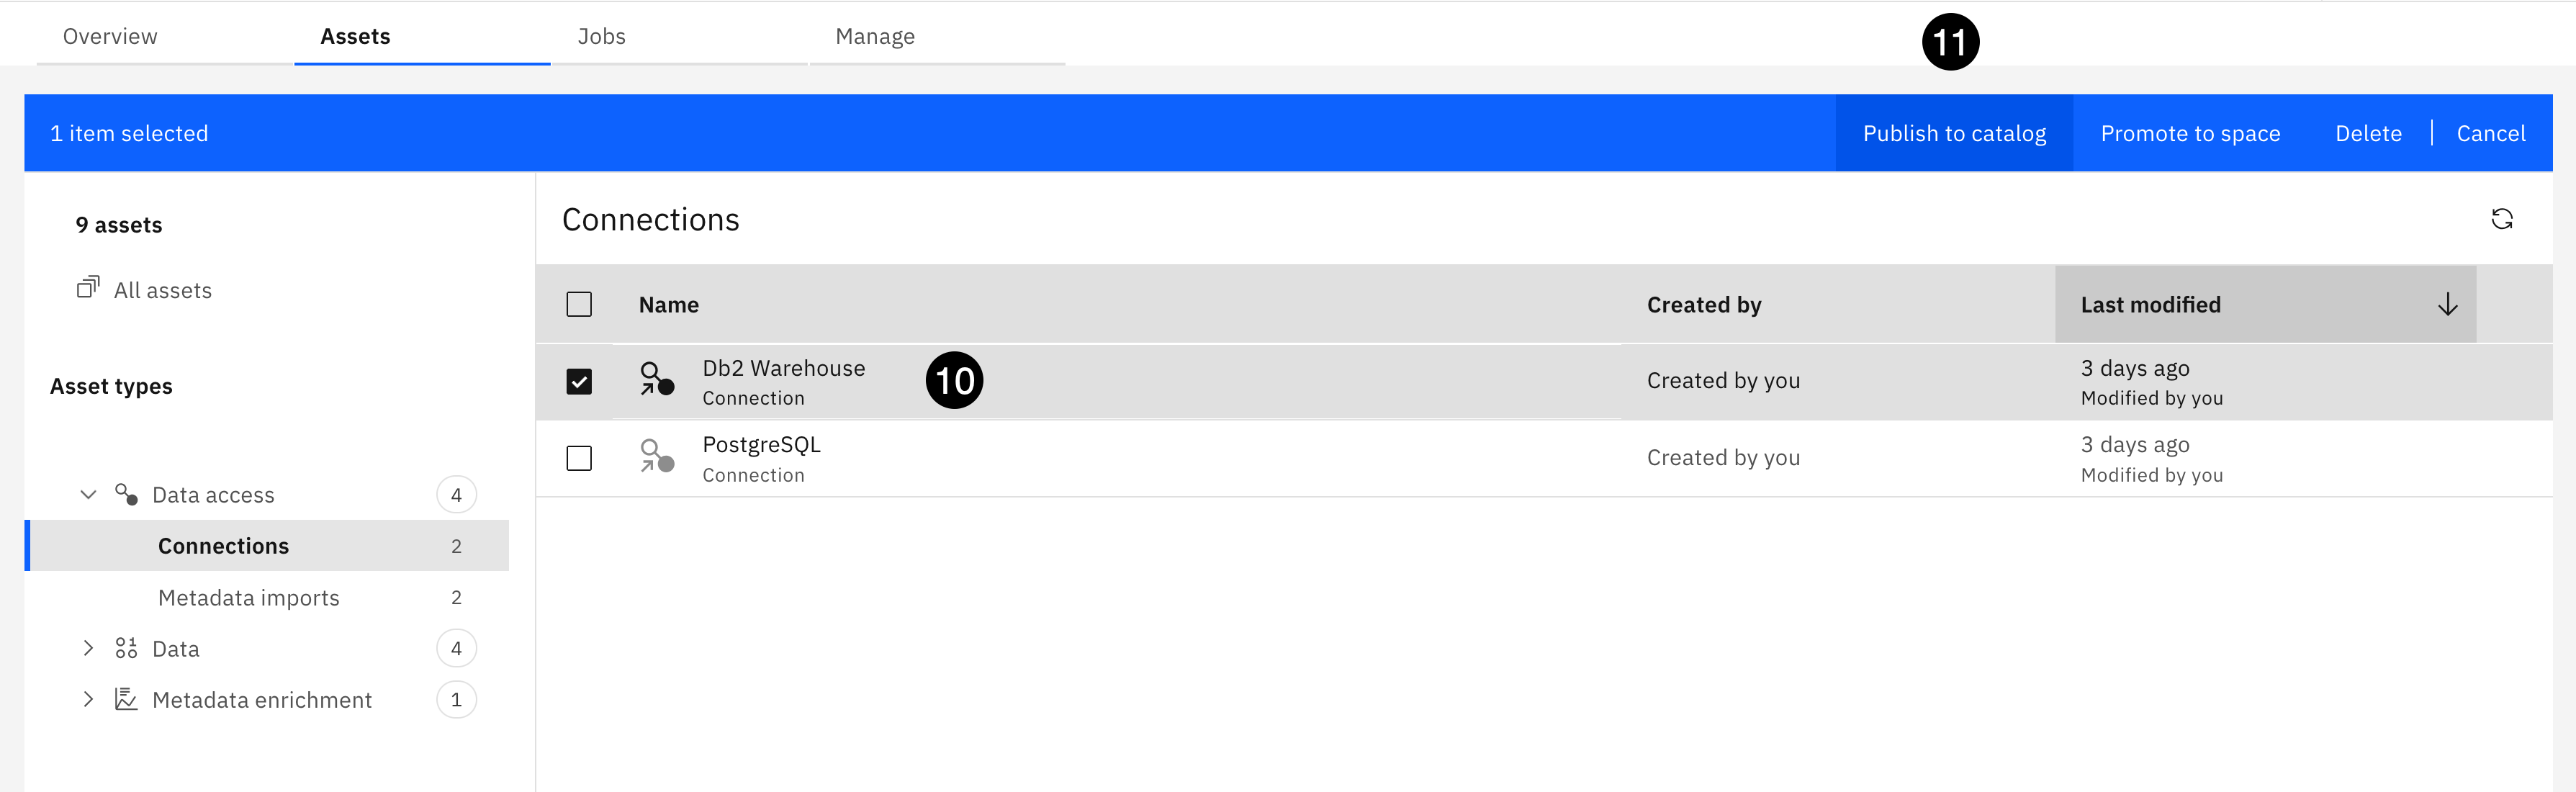 Overview Assets Jobs Manage
11
1 item selected Publish to catalog Promote to space Delete | Cancel
9 assets
All assets
Asset types
Data access 4
Connections 2
Metadata imports 2
Data 4
Metadata enrichment 1
Connections
Name Created by Last modified
Db2 Warehouse
Connection
10
Created by you
3 days ago
Modified by you
PostgreSQL
Connection
Created by you
3 days ago
Modified by you